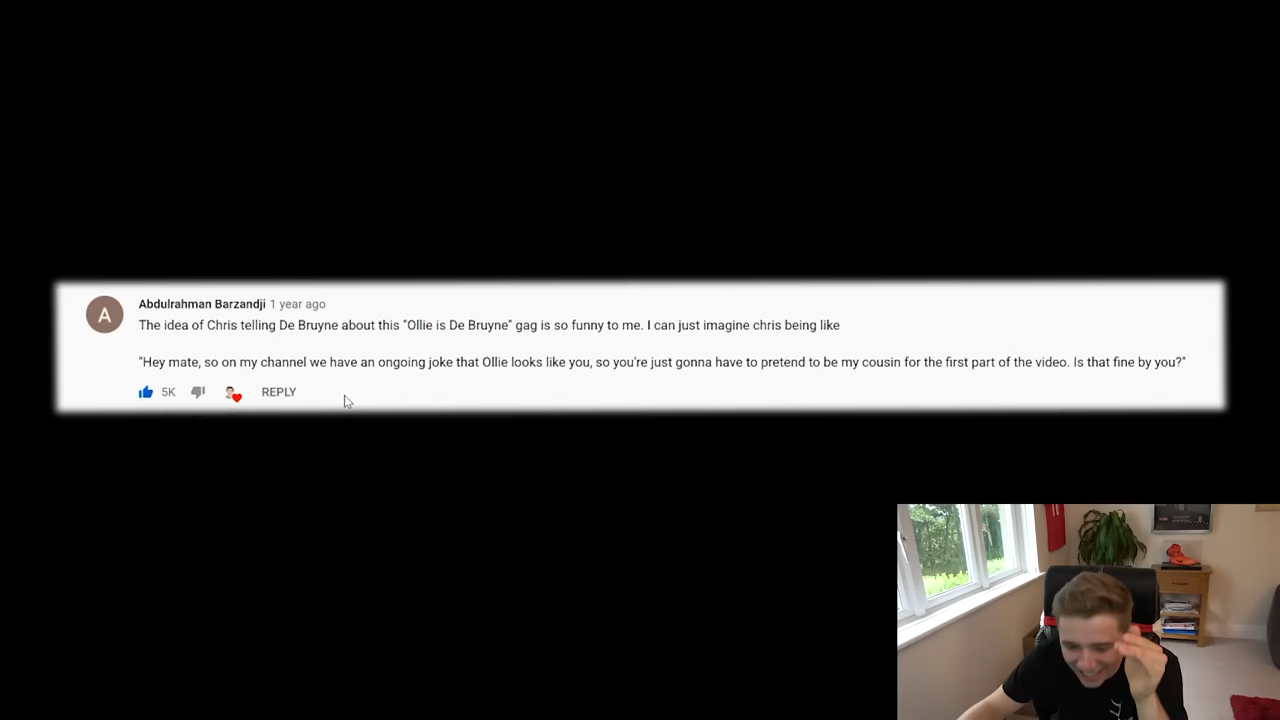 A
Abdulrahman Barzandji 1 year ago
The idea of Chris telling De Bruyne about this "Ollie is De Bruyne" gag is so funny to me. I can just imagine chris being like
"Hey mate, so on my channel we have an ongoing joke that Ollie looks like you, so you're just gonna have to pretend to be my cousin for the first part of the video. Is that fine by you?"
5K REPLY